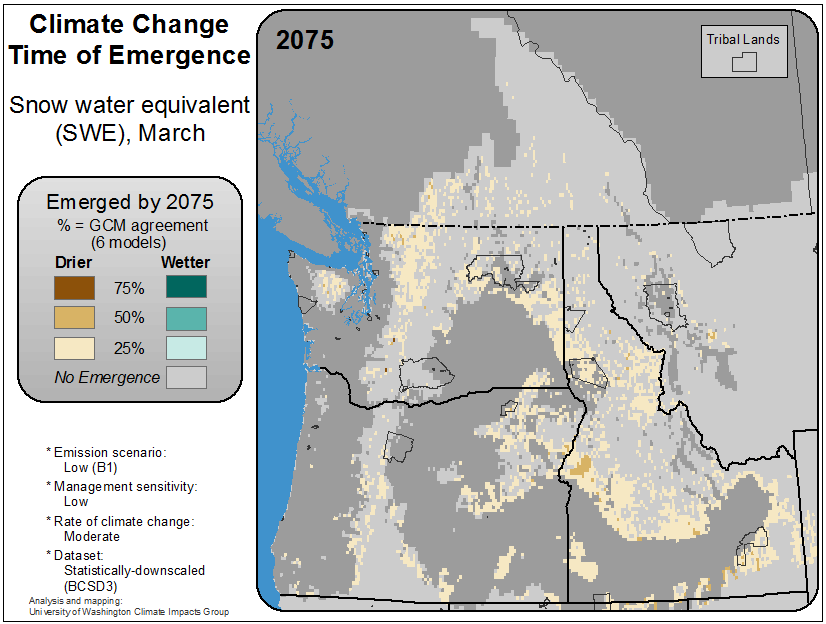 Climate Change
Time of Emergence
Snow water equivalent
(SWE), March
2075
Tribal Lands
Emerged by 2075
% = GCM agreement
(6 models)
Drier Wetter
75%
50%
25%
No Emergence
* Emission scenario:
Low (B1)
* Management sensitivity:
Low
* Rate of climate change:
Moderate
* Dataset:
Statistically-downscaled
(BCSD3)
Analysis and mapping:
University of Washington Climate Impacts Group